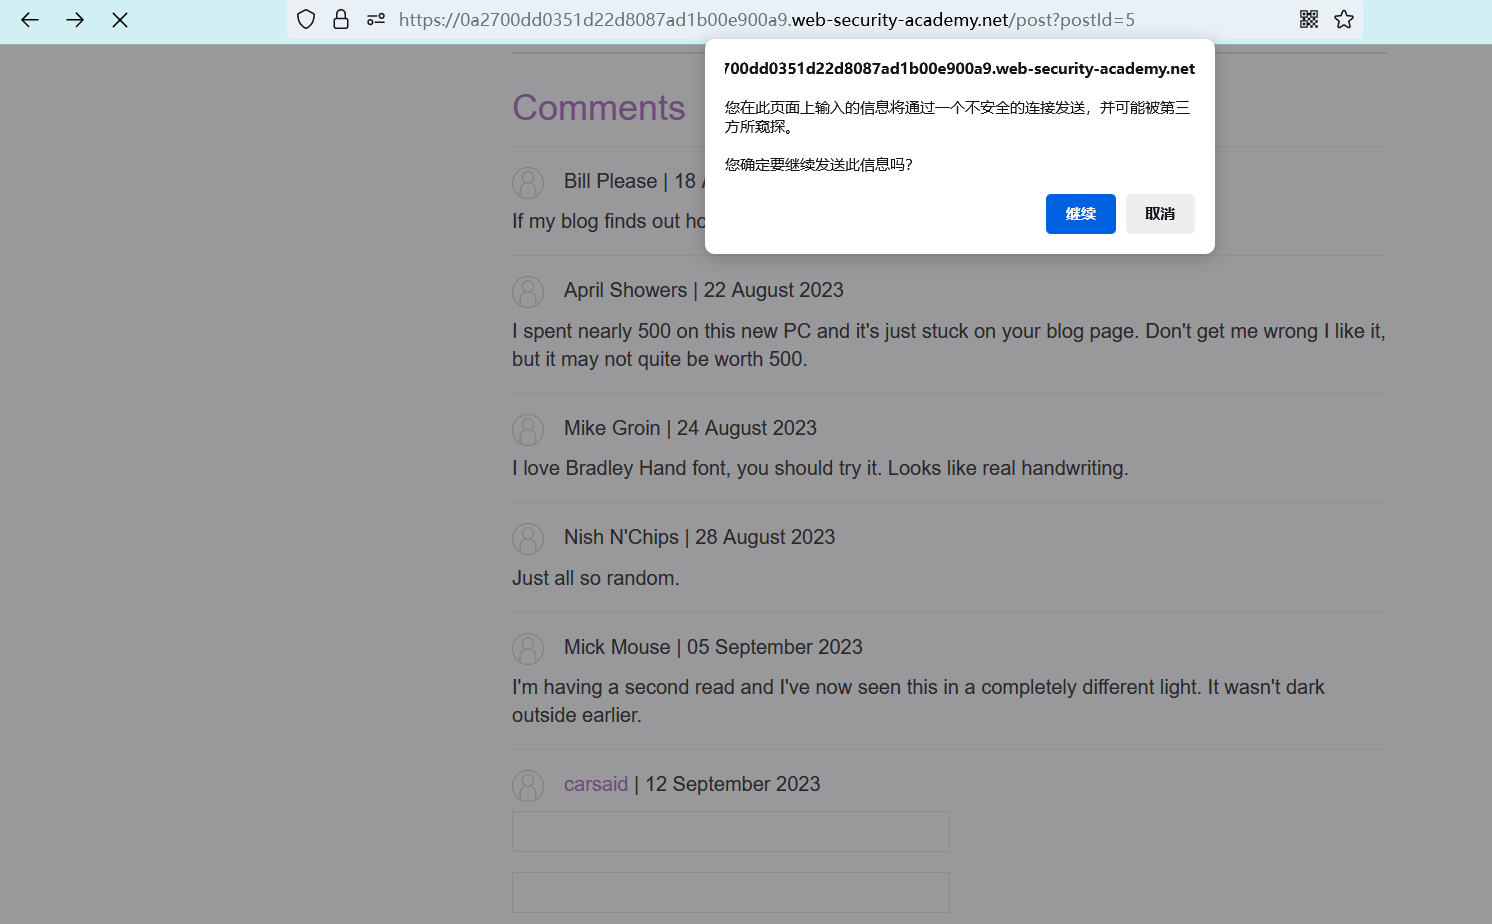 https://0a2700dd0351d22d8087ad1b00e900a9.web-security-academy.net/post?postId=5
700dd0351d22d8087ad1b00e900a9.web-security-academy.net
您在此页面上输入的信息将通过一个不安全的连接发送，并可能被第三
方所窥探。
您确定要继续发送此信息吗？
继续 取消
Comments
Bill Please | 18
If my blog finds out
April Showers | 22 August 2023
I spent nearly 500 on this new PC and it's just stuck on your blog page. Don't get me wrong I like it,
but it may not quite be worth 500.
Mike Groin | 24 August 2023
I love Bradley Hand font, you should try it. Looks like real handwriting.
Nish N'Chips | 28 August 2023
Just all so random.
Mick Mouse | 05 September 2023
I'm having a second read and I've now seen this in a completely different light. It wasn't dark
outside earlier.
carsaid | 12 September 2023